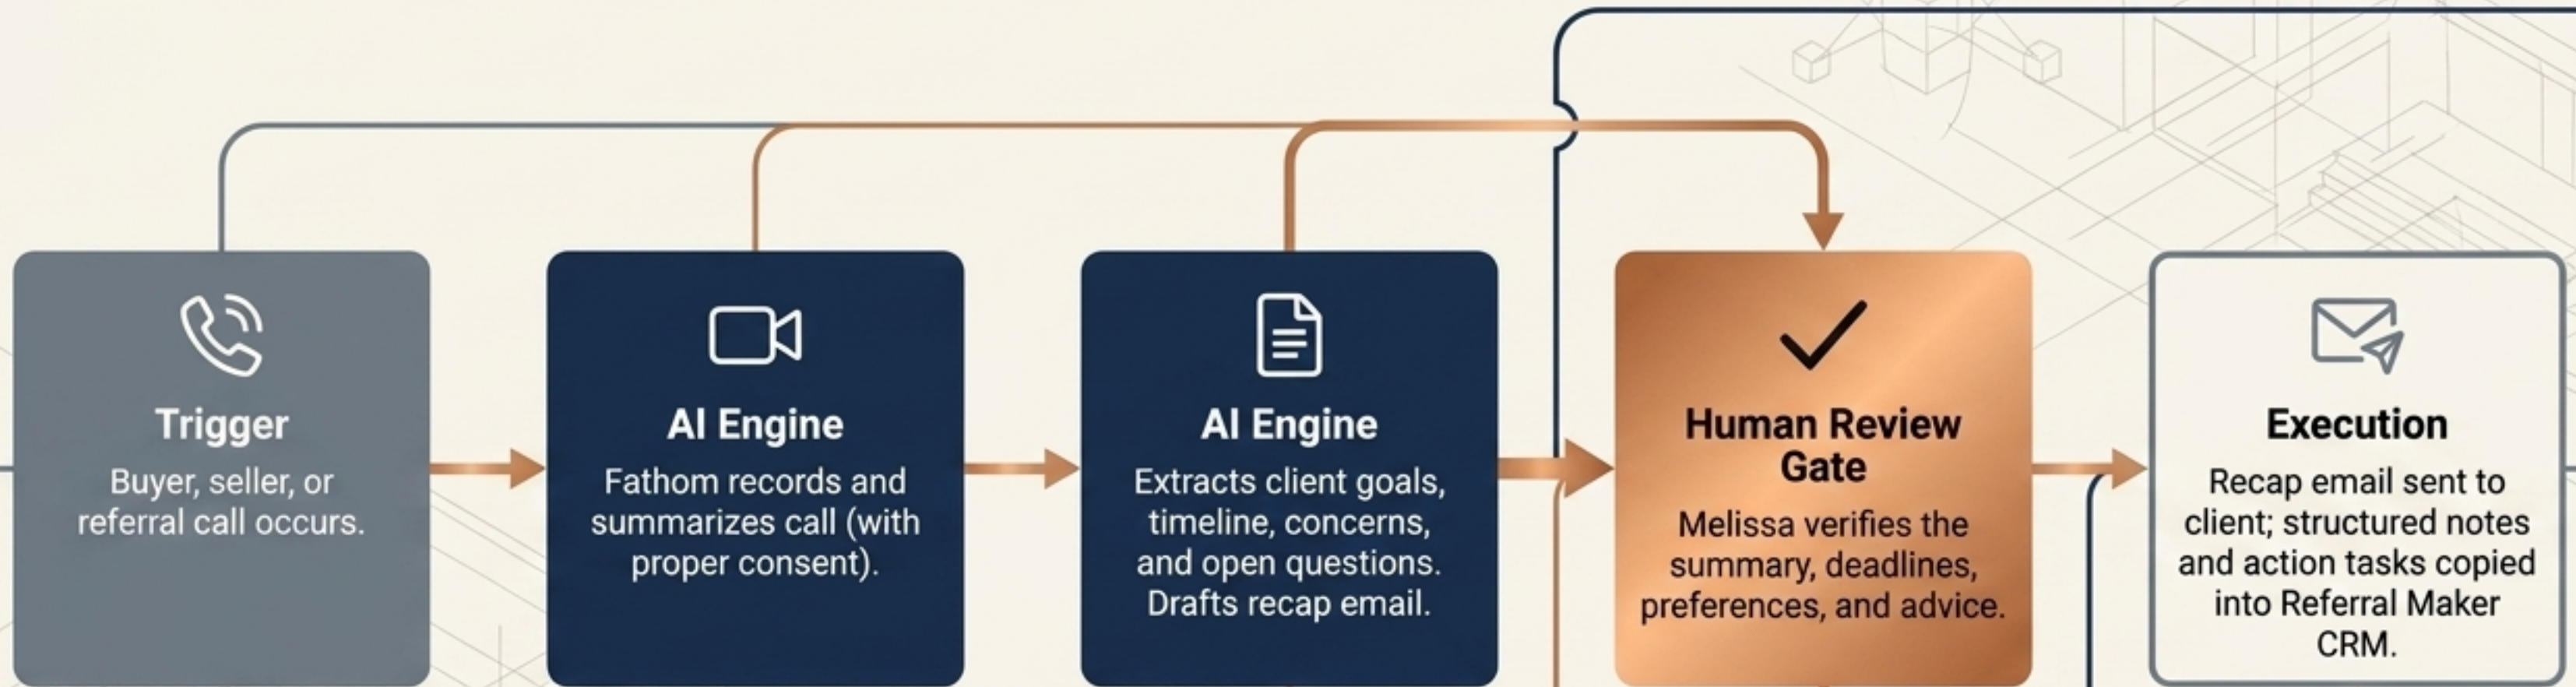 Trigger
Buyer, seller, or
referral call occurs.
AI Engine
Fathom records and
summarizes call (with
proper consent).
AI Engine
Extracts client goals,
timeline, concerns,
and open questions.
Drafts recap email.
Human Review
Gate
Melissa verifies the
summary, deadlines,
preferences, and advice.
Execution
Recap email sent to
client; structured notes
and action tasks copied
into Referral Maker
CRM.